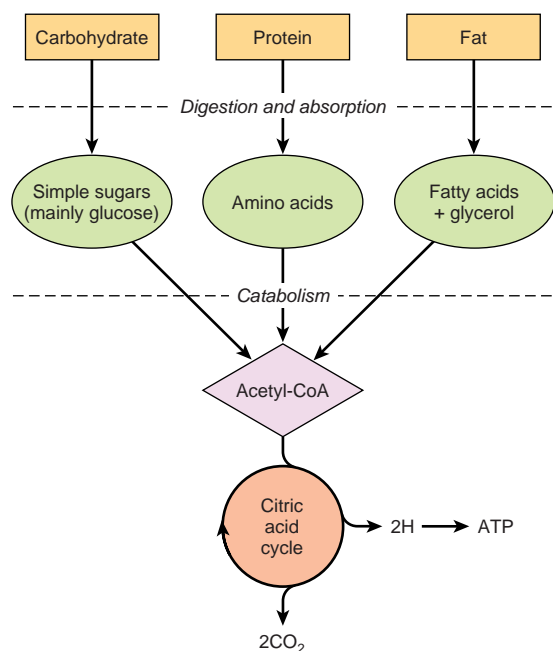 Carbohydrate
Protein
Fat
Digestion and absorption
Simple sugars
(mainly glucose)
Amino acids
Fatty acids
+ glycerol
Catabolism
Acetyl-CoA
Citric
acid
cycle
2H
ATP
2CO₂